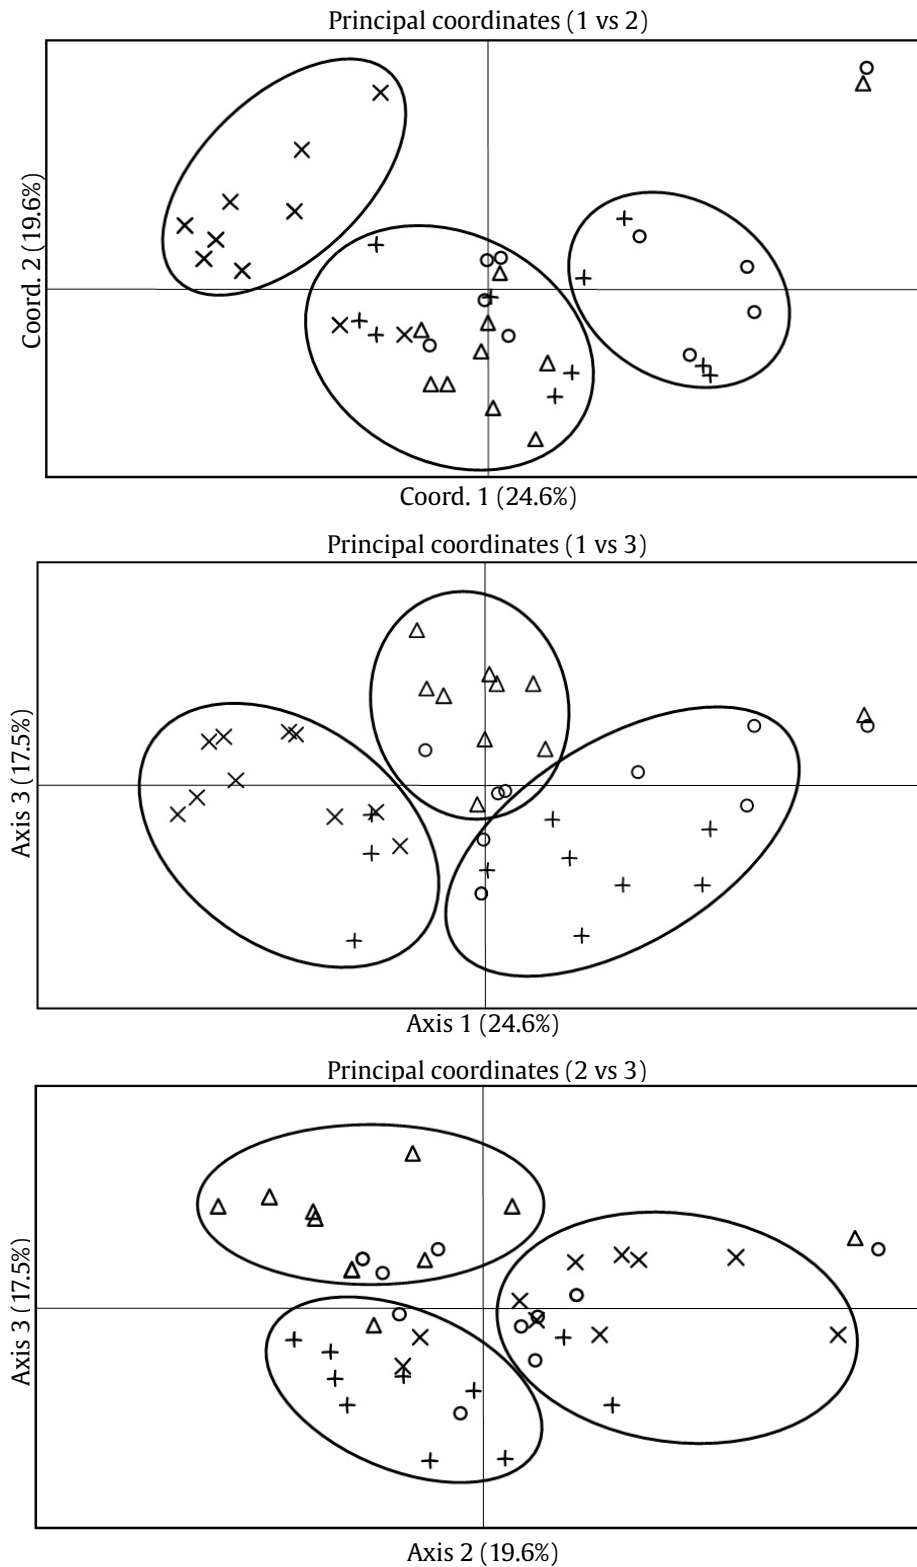 Principal coordinates (1 vs 2)
Coord. 2 (19.6%)
Coord. 1 (24.6%)
Principal coordinates (1 vs 3)
Axis 3 (17.5%)
Axis 1 (24.6%)
Principal coordinates (2 vs 3)
Axis 3 (17.5%)
Axis 2 (19.6%)